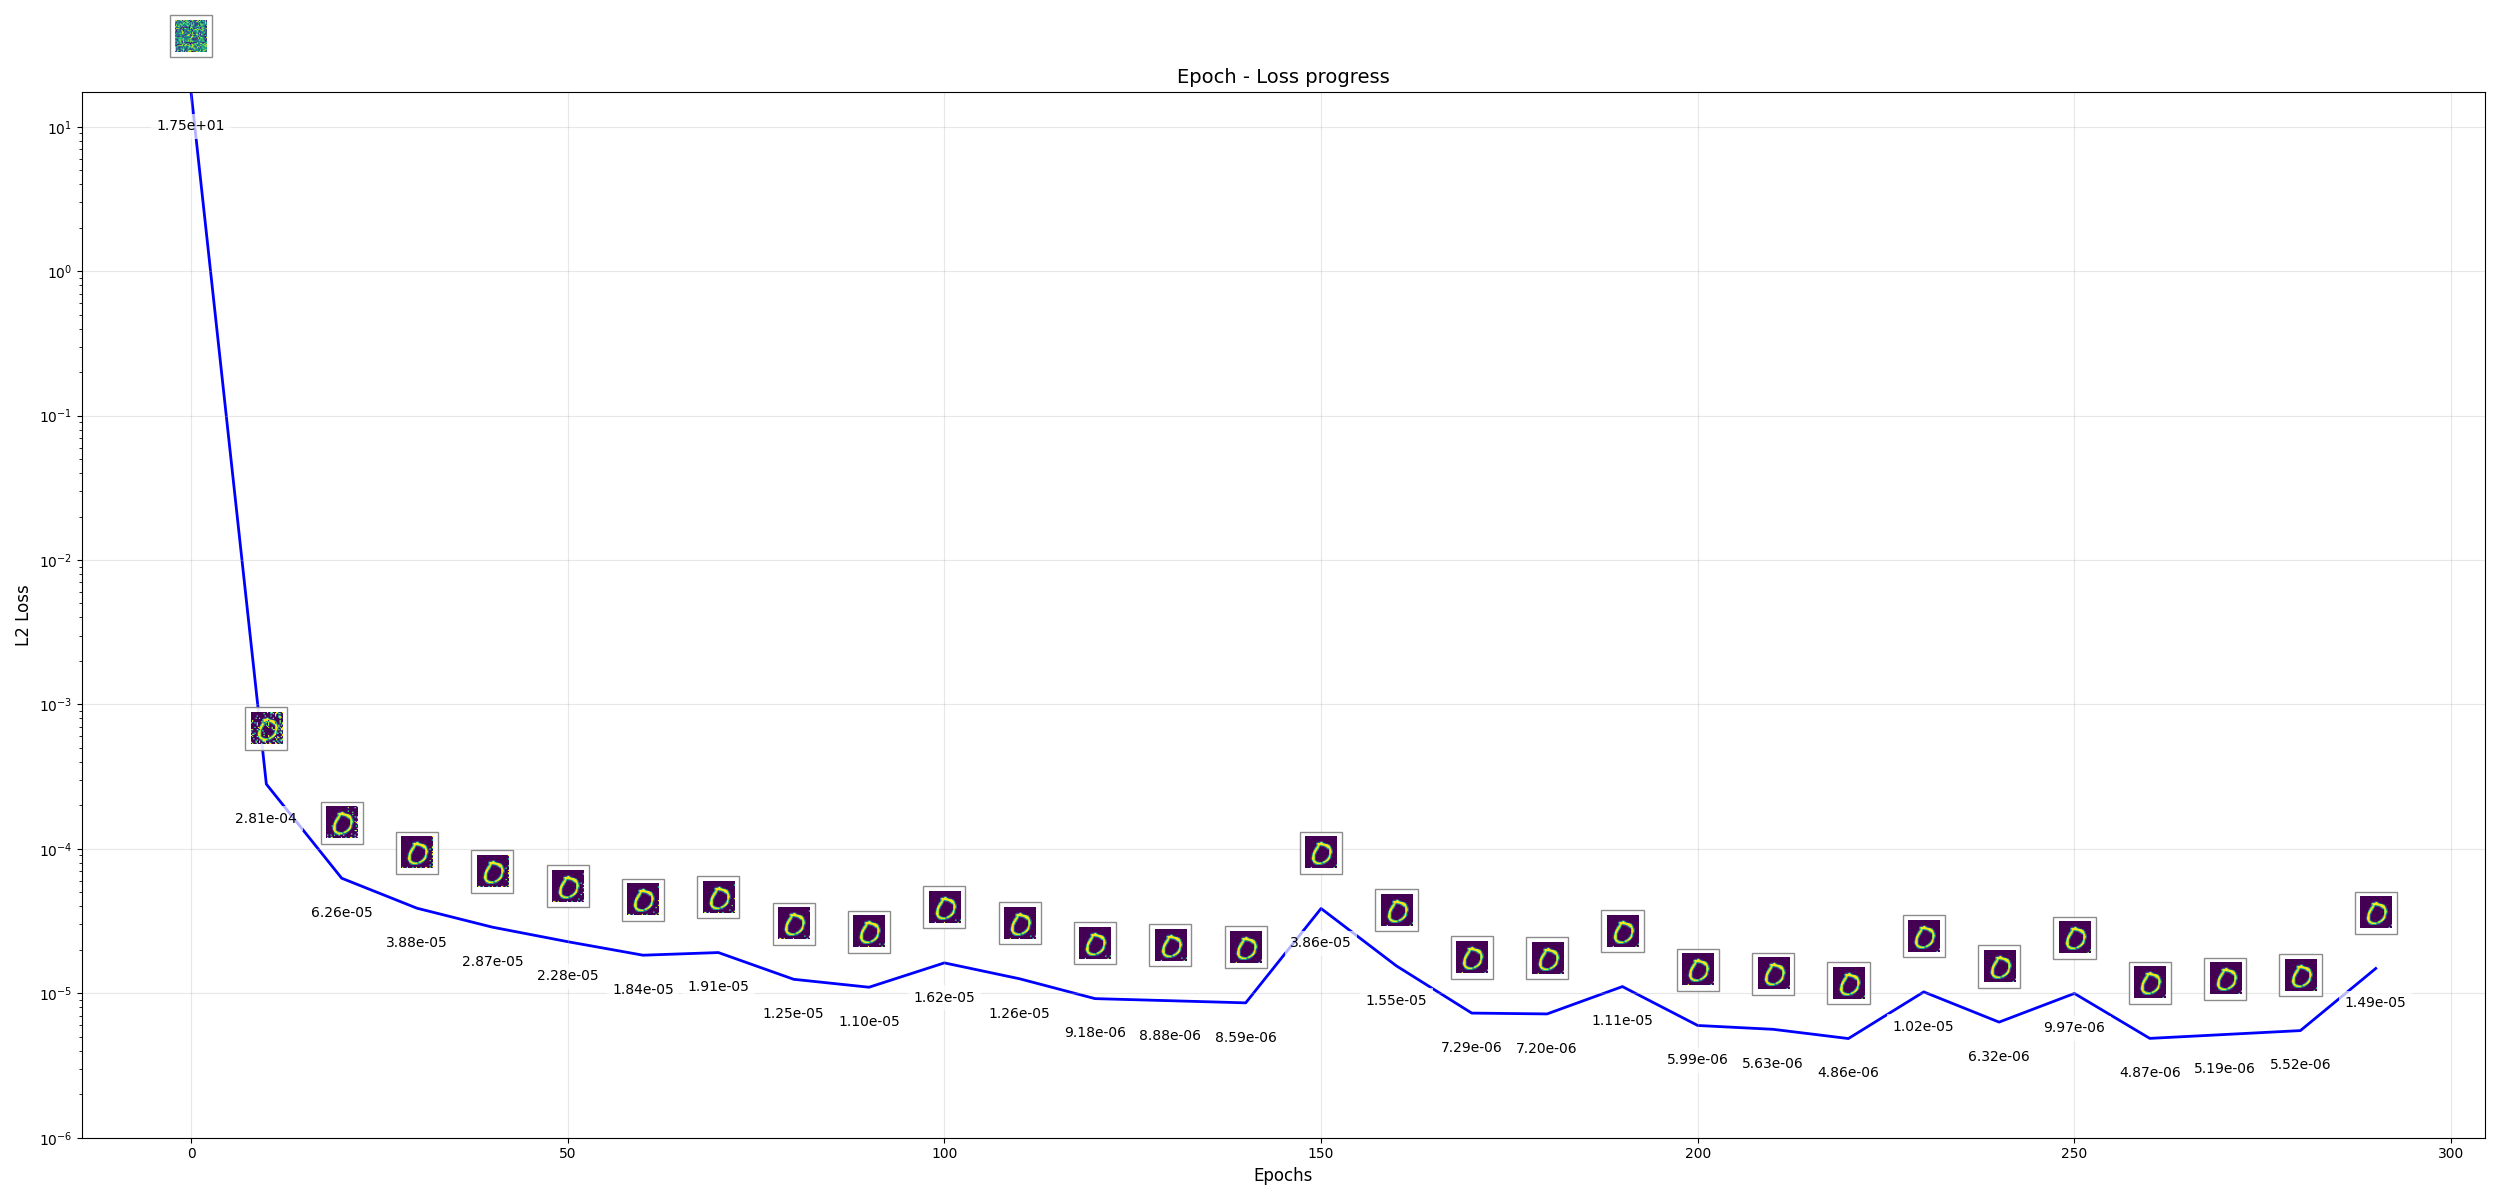 Epoch - Loss progress
10¹
10⁰
10⁻¹
10⁻²
10⁻³
10⁻⁴
10⁻⁵
10⁻⁶
L2 Loss
1.75e+01
2.81e-04
6.26e-05
3.88e-05
2.87e-05
2.28e-05
1.84e-05
1.91e-05
1.25e-05
1.10e-05
1.62e-05
1.26e-05
9.18e-06
8.88e-06
8.59e-06
3.86e-05
1.55e-05
7.29e-06
7.20e-06
1.11e-05
5.99e-06
5.63e-06
4.86e-06
1.02e-05
6.32e-06
9.97e-06
4.87e-06
5.19e-06
5.52e-06
1.49e-05
0 50 100 150 200 250 300
Epochs